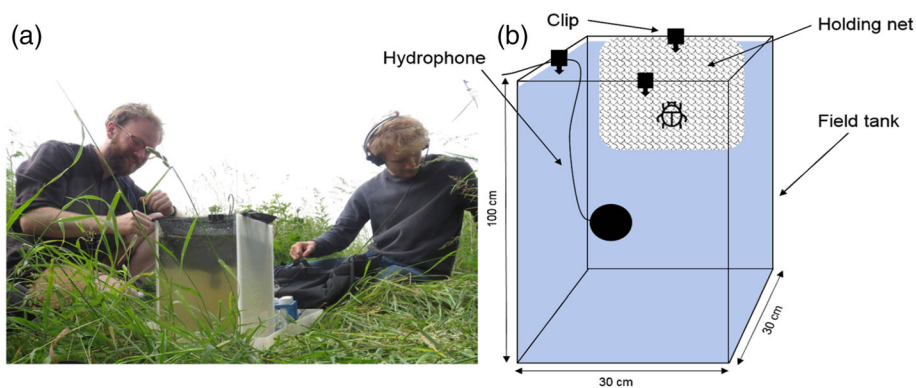 (a)
(b)
Clip
Holding net
Hydrophone
Field tank
100 cm
30 cm
30 cm